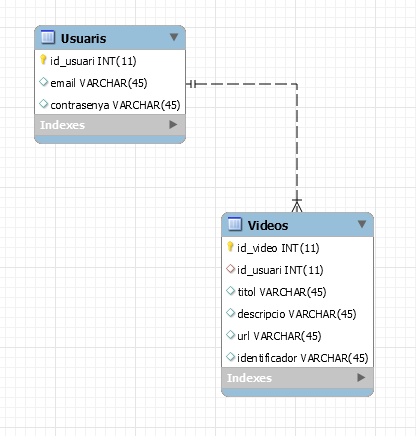 Usuaris
id_usuari INT(11)
email VARCHAR(45)
contrasenya VARCHAR(45)
Indexes
Videos
id_video INT(11)
id_usuari INT(11)
titol VARCHAR(45)
descripcio VARCHAR(45)
url VARCHAR(45)
identificador VARCHAR(45)
Indexes